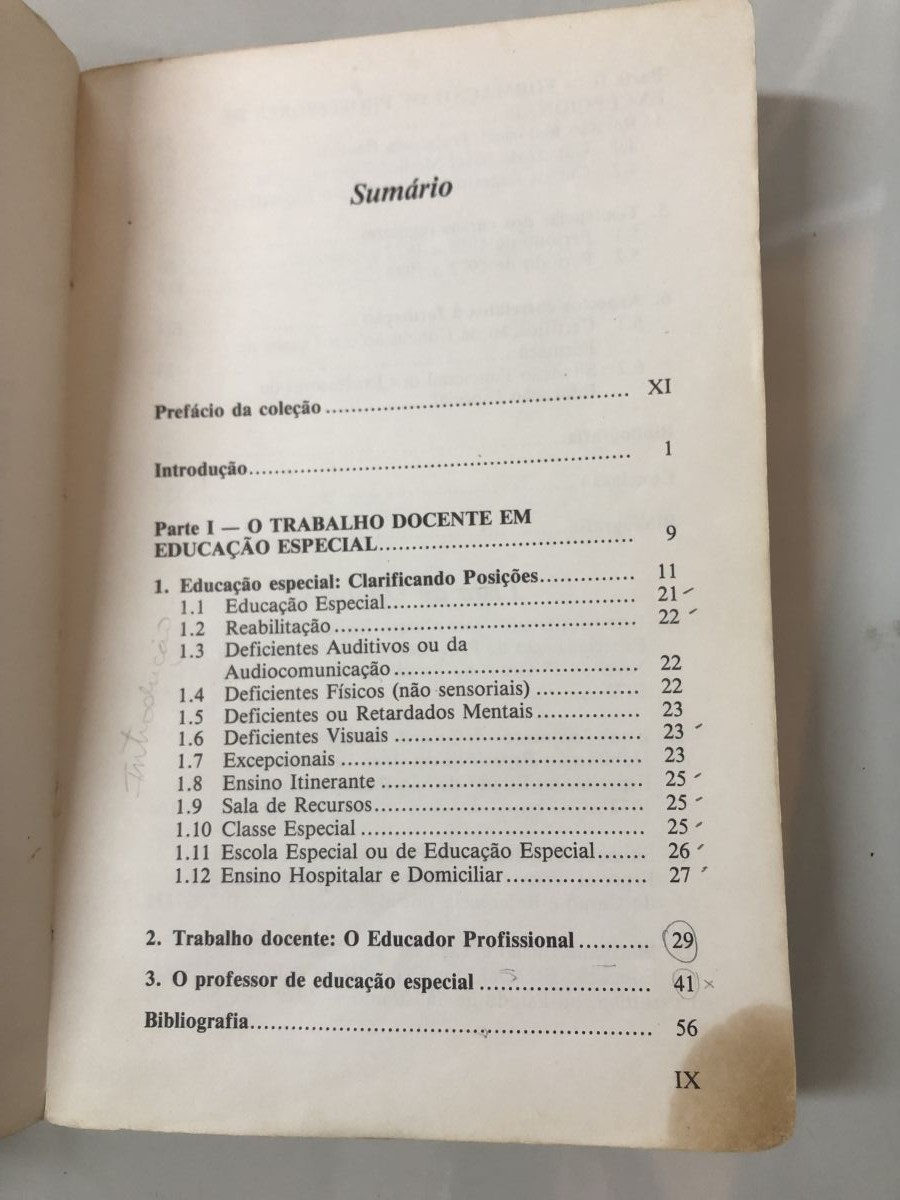 Sumário
Prefácio da coleção ........ XI
Introdução ........ 1
Parte I — O TRABALHO DOCENTE EM
EDUCAÇÃO ESPECIAL ........ 9
1. Educação especial: Clarificando Posições ........ 11
1.1 Educação Especial ........ 21
1.2 Reabilitação ........ 22
1.3 Deficientes Auditivos ou da
Audiocomunicação ........ 22
1.4 Deficientes Físicos (não sensoriais) ........ 22
1.5 Deficientes ou Retardados Mentais ........ 23
1.6 Deficientes Visuais ........ 23
1.7 Excepcionais ........ 23
1.8 Ensino Itinerante ........ 25
1.9 Sala de Recursos ........ 25
1.10 Classe Especial ........ 25
1.11 Escola Especial ou de Educação Especial ....... 26
1.12 Ensino Hospitalar e Domiciliar ........ 27
2. Trabalho docente: O Educador Profissional ........ 29
3. O professor de educação especial ........ 41
Bibliografia ........ 56
IX
Introdução